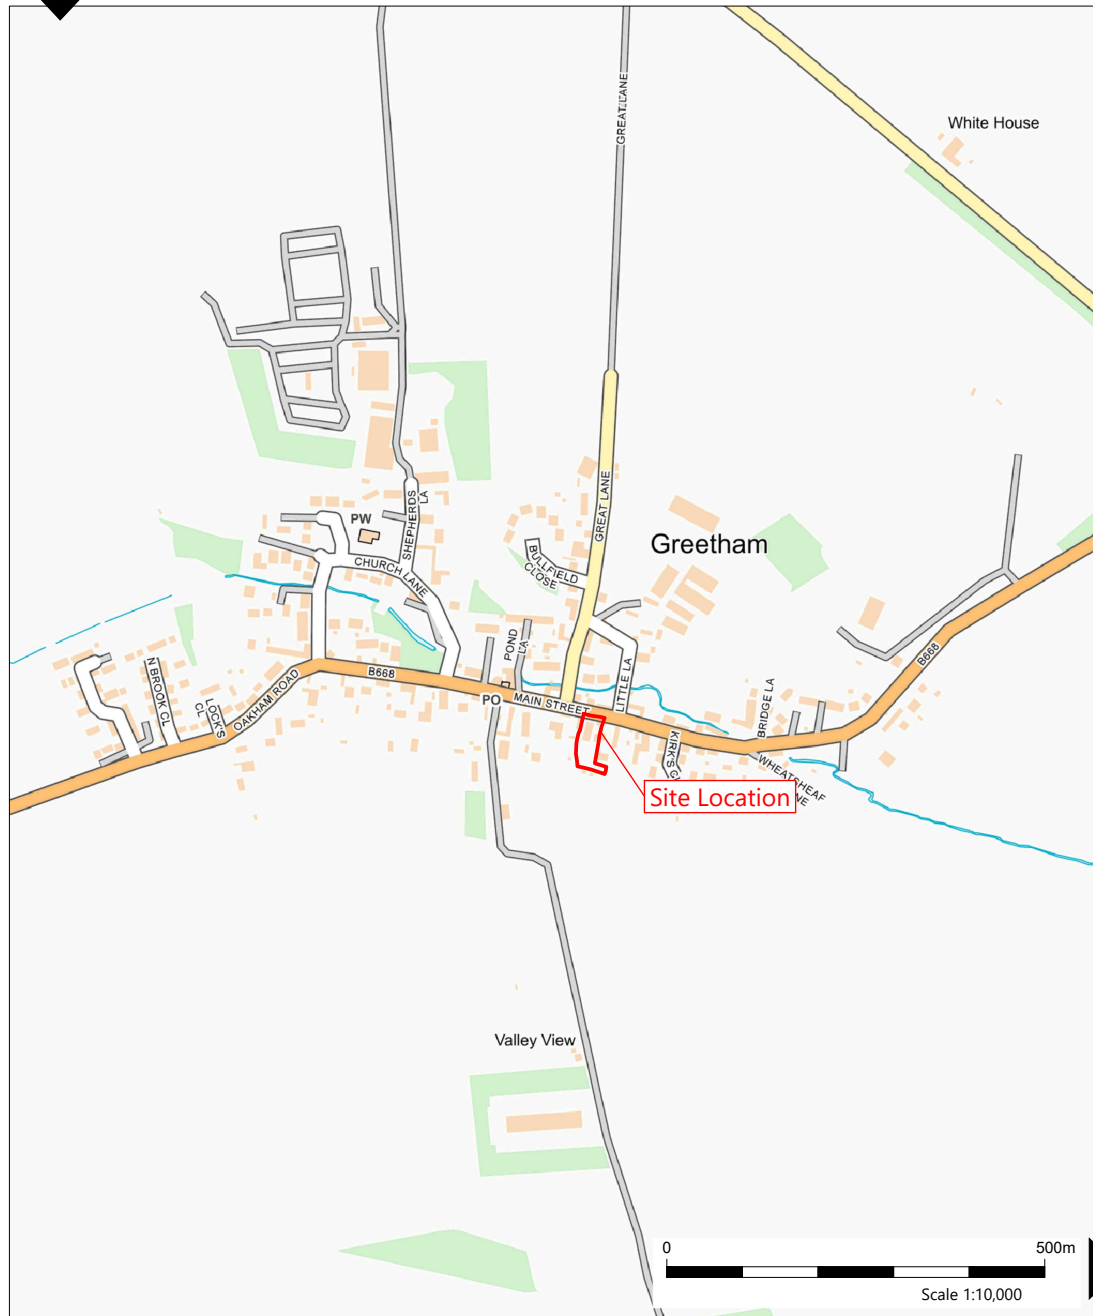 White House
GREAT LANE
SHEPHERDS
LA
PW
CHURCH LANE
GREAT LANE
Greetham
BULLFIELD
CLOSE
POND
LA
LITTLE LA
N BROOK CL
LOCK'S
CL
OAKHAM ROAD
B668
PO
MAIN STREET
BRIDGE LA
B668
WHEATSHEAF
Site Location
Valley View
0
500m
Scale 1:10,000